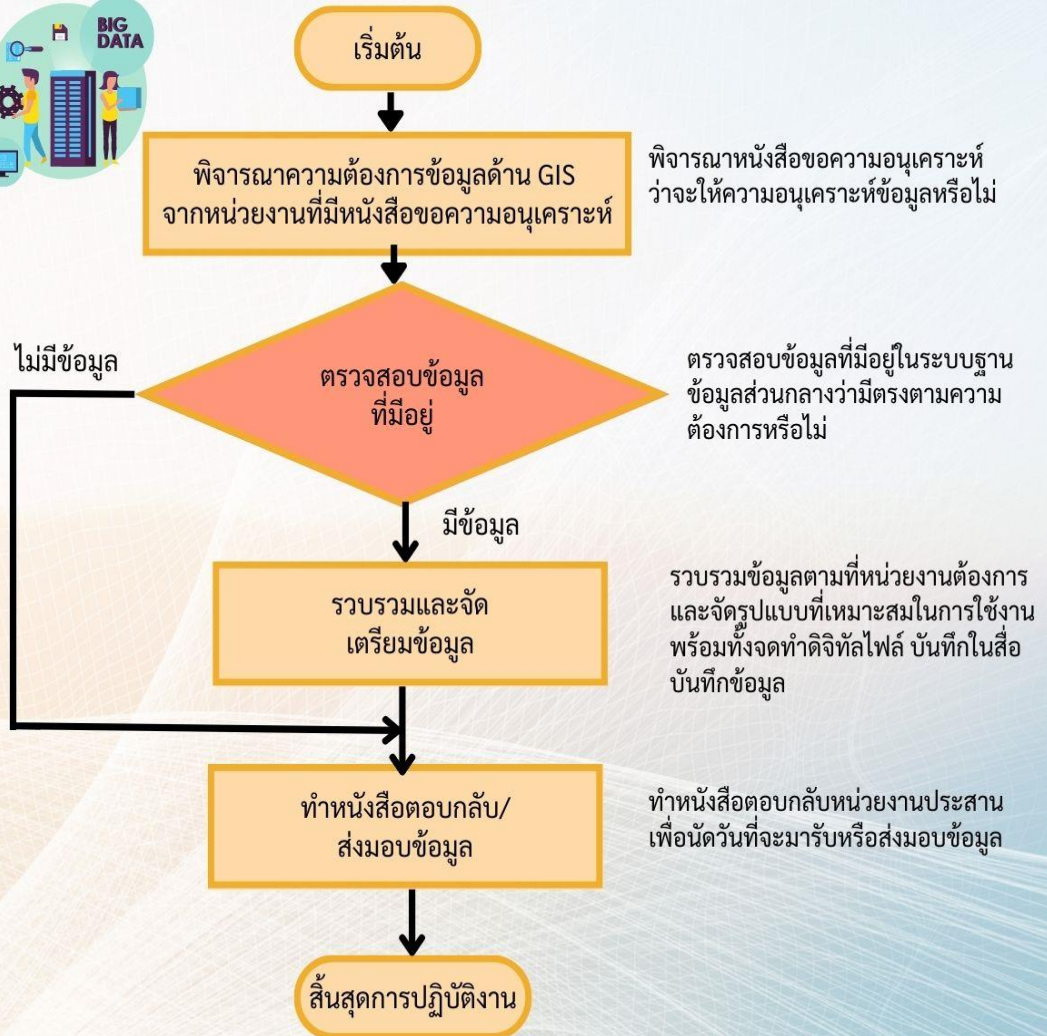 BIG
DATA
เริ่มต้น
พิจารณาความต้องการข้อมูลด้าน GIS
จากหน่วยงานที่มีหนังสือขอความอนุเคราะห์
พิจารณาหนังสือขอความอนุเคราะห์
ว่าจะให้ความอนุเคราะห์ข้อมูลหรือไม่
ไม่มีข้อมูล
ตรวจสอบข้อมูล
ที่มีอยู่
ตรวจสอบข้อมูลที่มีอยู่ในระบบฐาน
ข้อมูลส่วนกลางว่ามีตรงตามความ
ต้องการหรือไม่
มีข้อมูล
รวบรวมและจัด
เตรียมข้อมูล
รวบรวมข้อมูลตามที่หน่วยงานต้องการ
และจัดรูปแบบที่เหมาะสมในการใช้งาน
พร้อมทั้งจดทำดิจิทัลไฟล์ บันทึกในสื่อ
บันทึกข้อมูล
ทำหนังสือตอบกลับ/
ส่งมอบข้อมูล
ทำหนังสือตอบกลับหน่วยงานประสาน
เพื่อนัดวันที่จะมารับหรือส่งมอบข้อมูล
สิ้นสุดการปฏิบัติงาน